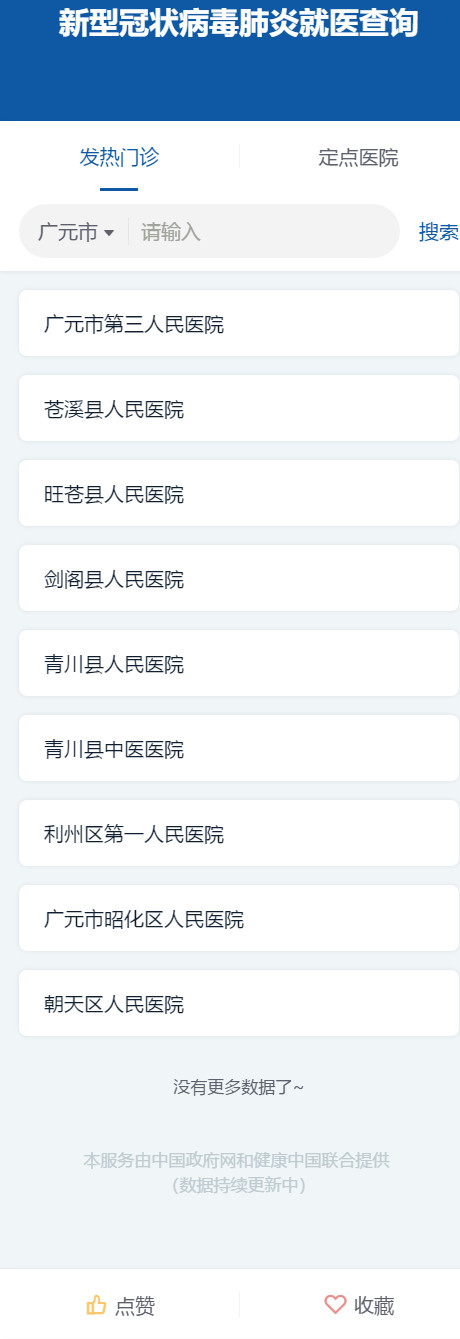 新型冠状病毒肺炎就医查询
发热门诊
定点医院
广元市
请输入
搜索
广元市第三人民医院
苍溪县人民医院
旺苍县人民医院
剑阁县人民医院
青川县人民医院
青川县中医医院
利州区第一人民医院
广元市昭化区人民医院
朝天区人民医院
没有更多数据了~
本服务由中国政府网和健康中国联合提供
（数据持续更新中）
点赞
收藏